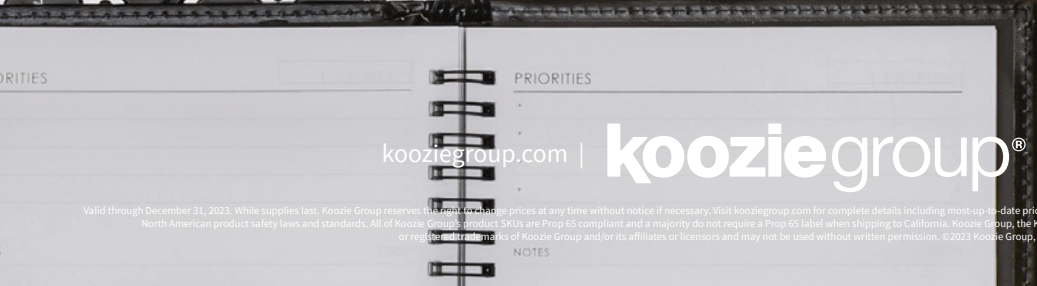 ORITIES
PRIORITIES
kooziegroup.com | kooziegroup®
Valid through December 31, 2023. While supplies last. Koozie Group reserves the right to change prices at any time without notice if necessary. Visit kooziegroup.com for complete details including most-up-to-date pric
North American product safety laws and standards. All of Koozie Group's product SKUs are Prop 65 compliant and a majority do not require a Prop 65 label when shipping to California. Koozie Group, the K
or registered trademarks of Koozie Group and/or its affiliates or licensors and may not be used without written permission. ©2023 Koozie Group,
NOTES